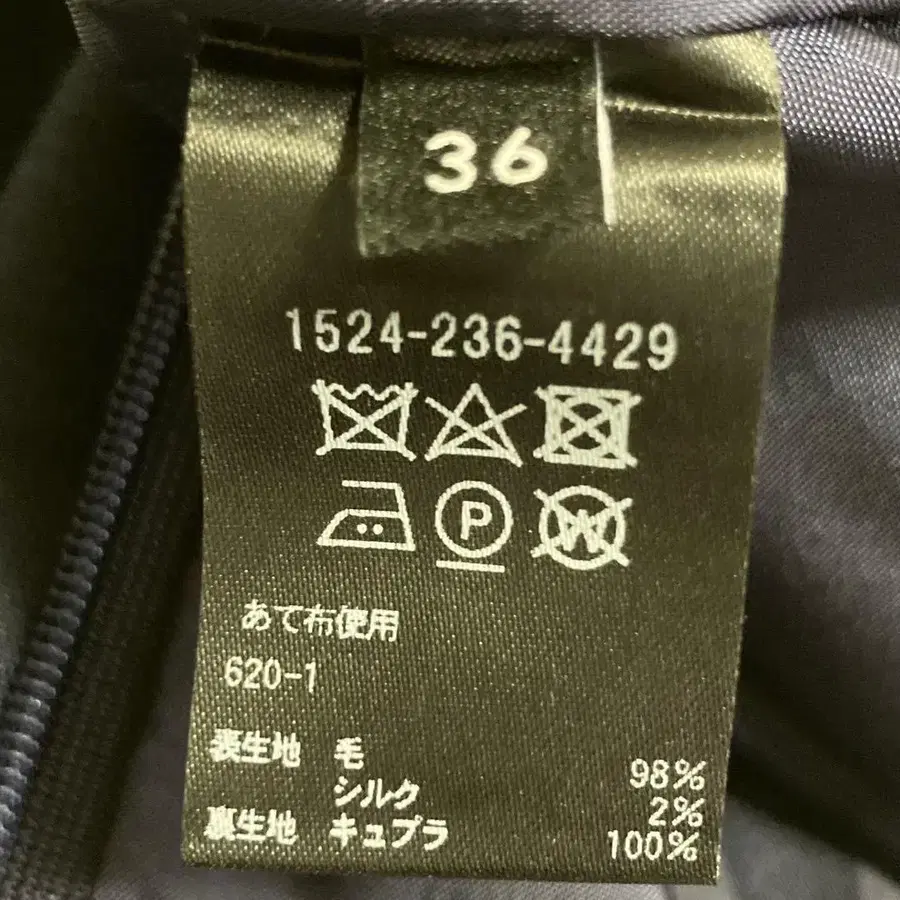 36
1524-236-4429
P
W
あて布使用
620-1
表生地 毛 98%
シルク 2%
裏生地 キュプラ 100%